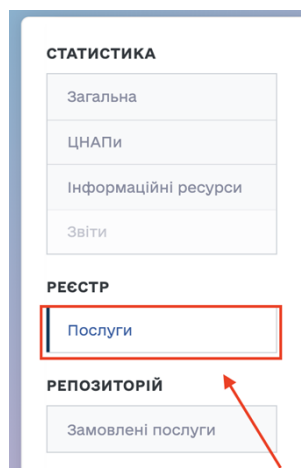 СТАТИСТИКА
Загальна
ЦНАПи
Інформаційні ресурси
Звіти
РЕЄСТР
Послуги
РЕПОЗИТОРІЙ
Замовлені послуги